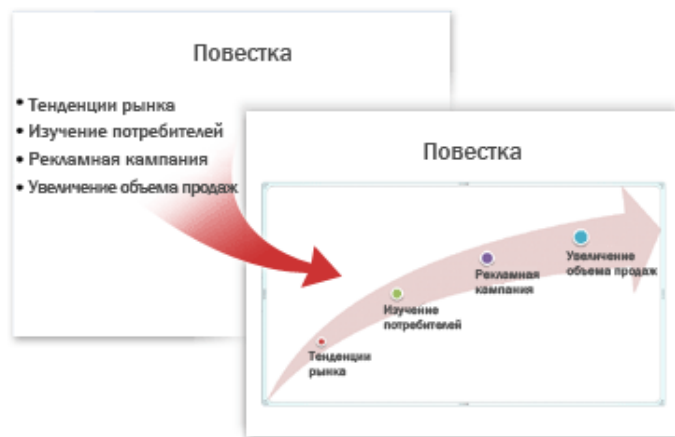 Повестка
• Тенденции рынка
• Изучение потребителей
• Рекламная кампания
• Увеличение объема продаж
Повестка
Увеличение
объема продаж
Рекламная
кампания
Изучение
потребителей
Тенденции
рынка